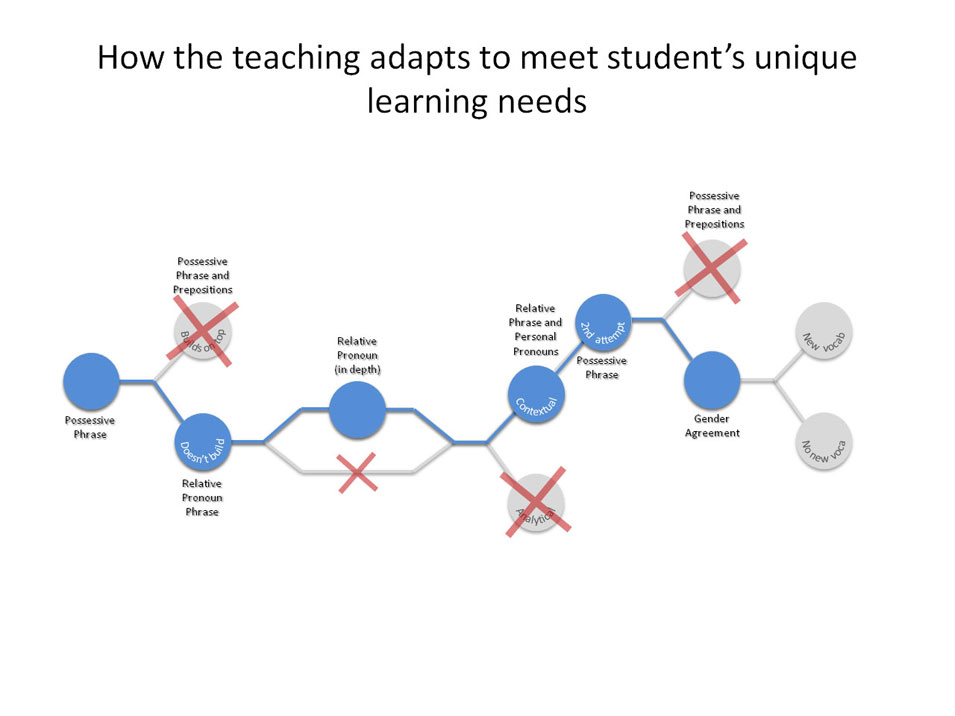 How the teaching adapts to meet student's unique
learning needs
Possessive
Phrase
Possessive
Phrase and
Prepositions
Builds on top
Doesn't build
Relative
Pronoun
Phrase
Relative
Pronoun
(in depth)
Relative
Phrase and
Personal
Pronouns
Contextual
Analytical
2nd attempt
Possessive
Phrase
Possessive
Phrase and
Prepositions
Gender
Agreement
New vocab
No new voca